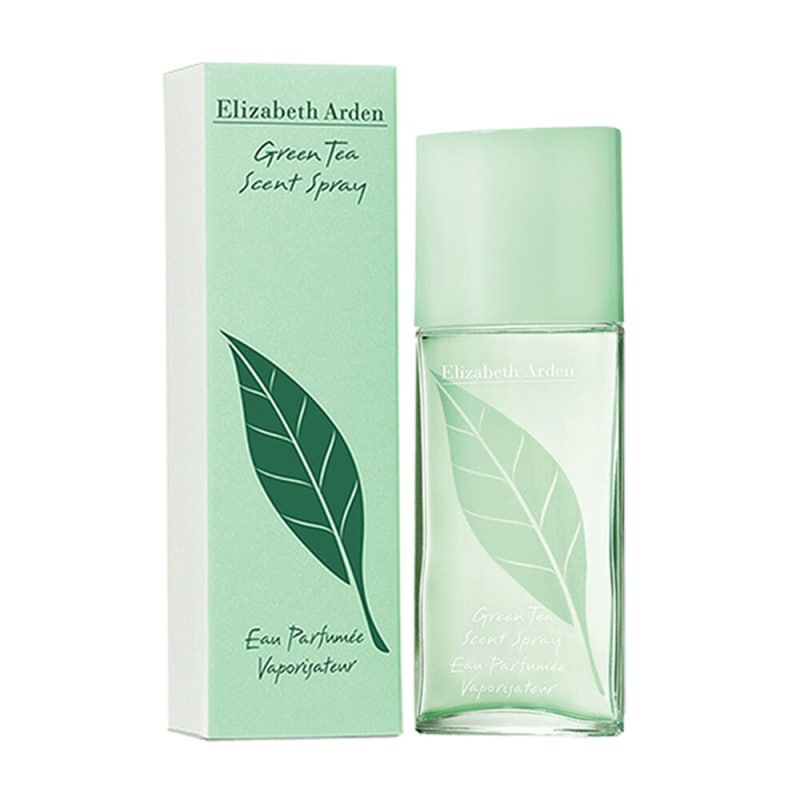 Elizabeth Arden
Green Tea
Scent Spray
Eau Parfumée
Vaporisateur
Elizabeth Arden
Green Tea
Scent Spray
Eau Parfumée
Vaporisateur